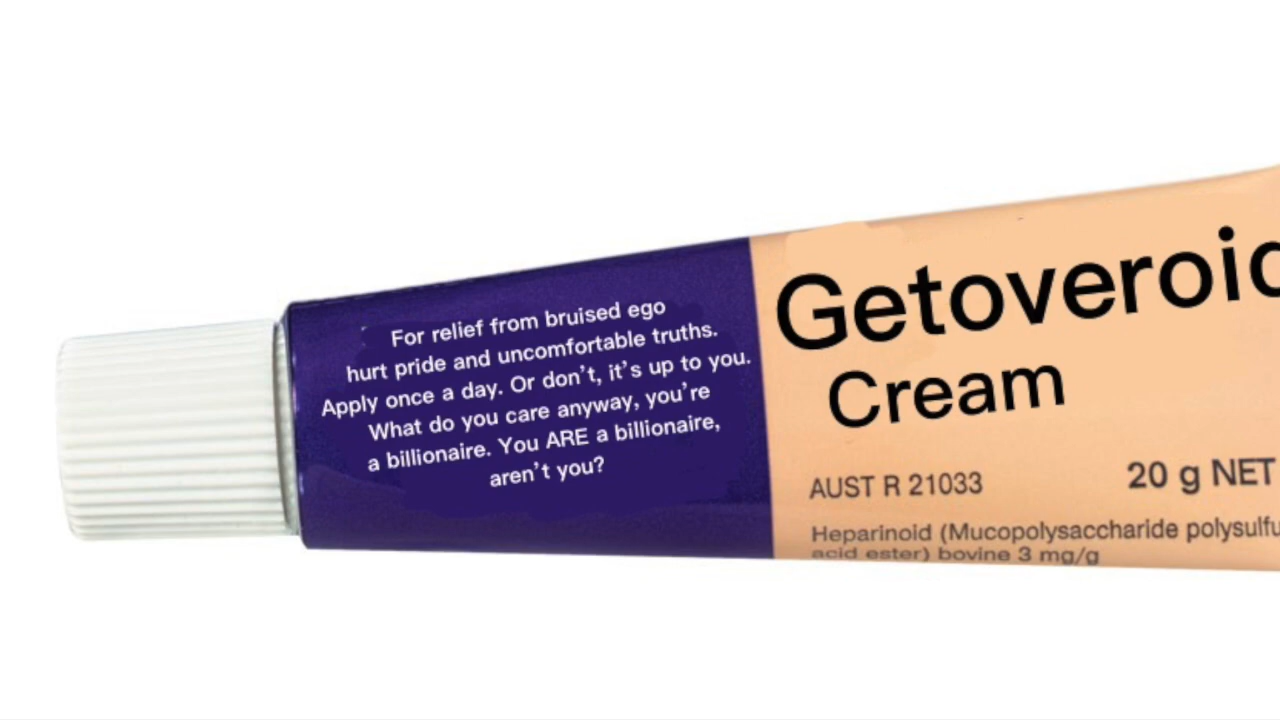 For relief from bruised ego
hurt pride and uncomfortable truths.
Apply once a day. Or don't, it's up to you.
What do you care anyway, you're
a billionaire. You ARE a billionaire,
aren't you?
Getoveroid
Cream
AUST R 21033
20 g NET
Heparinoid (Mucopolysaccharide polysulfu
acid ester) bovine 3 mg/g